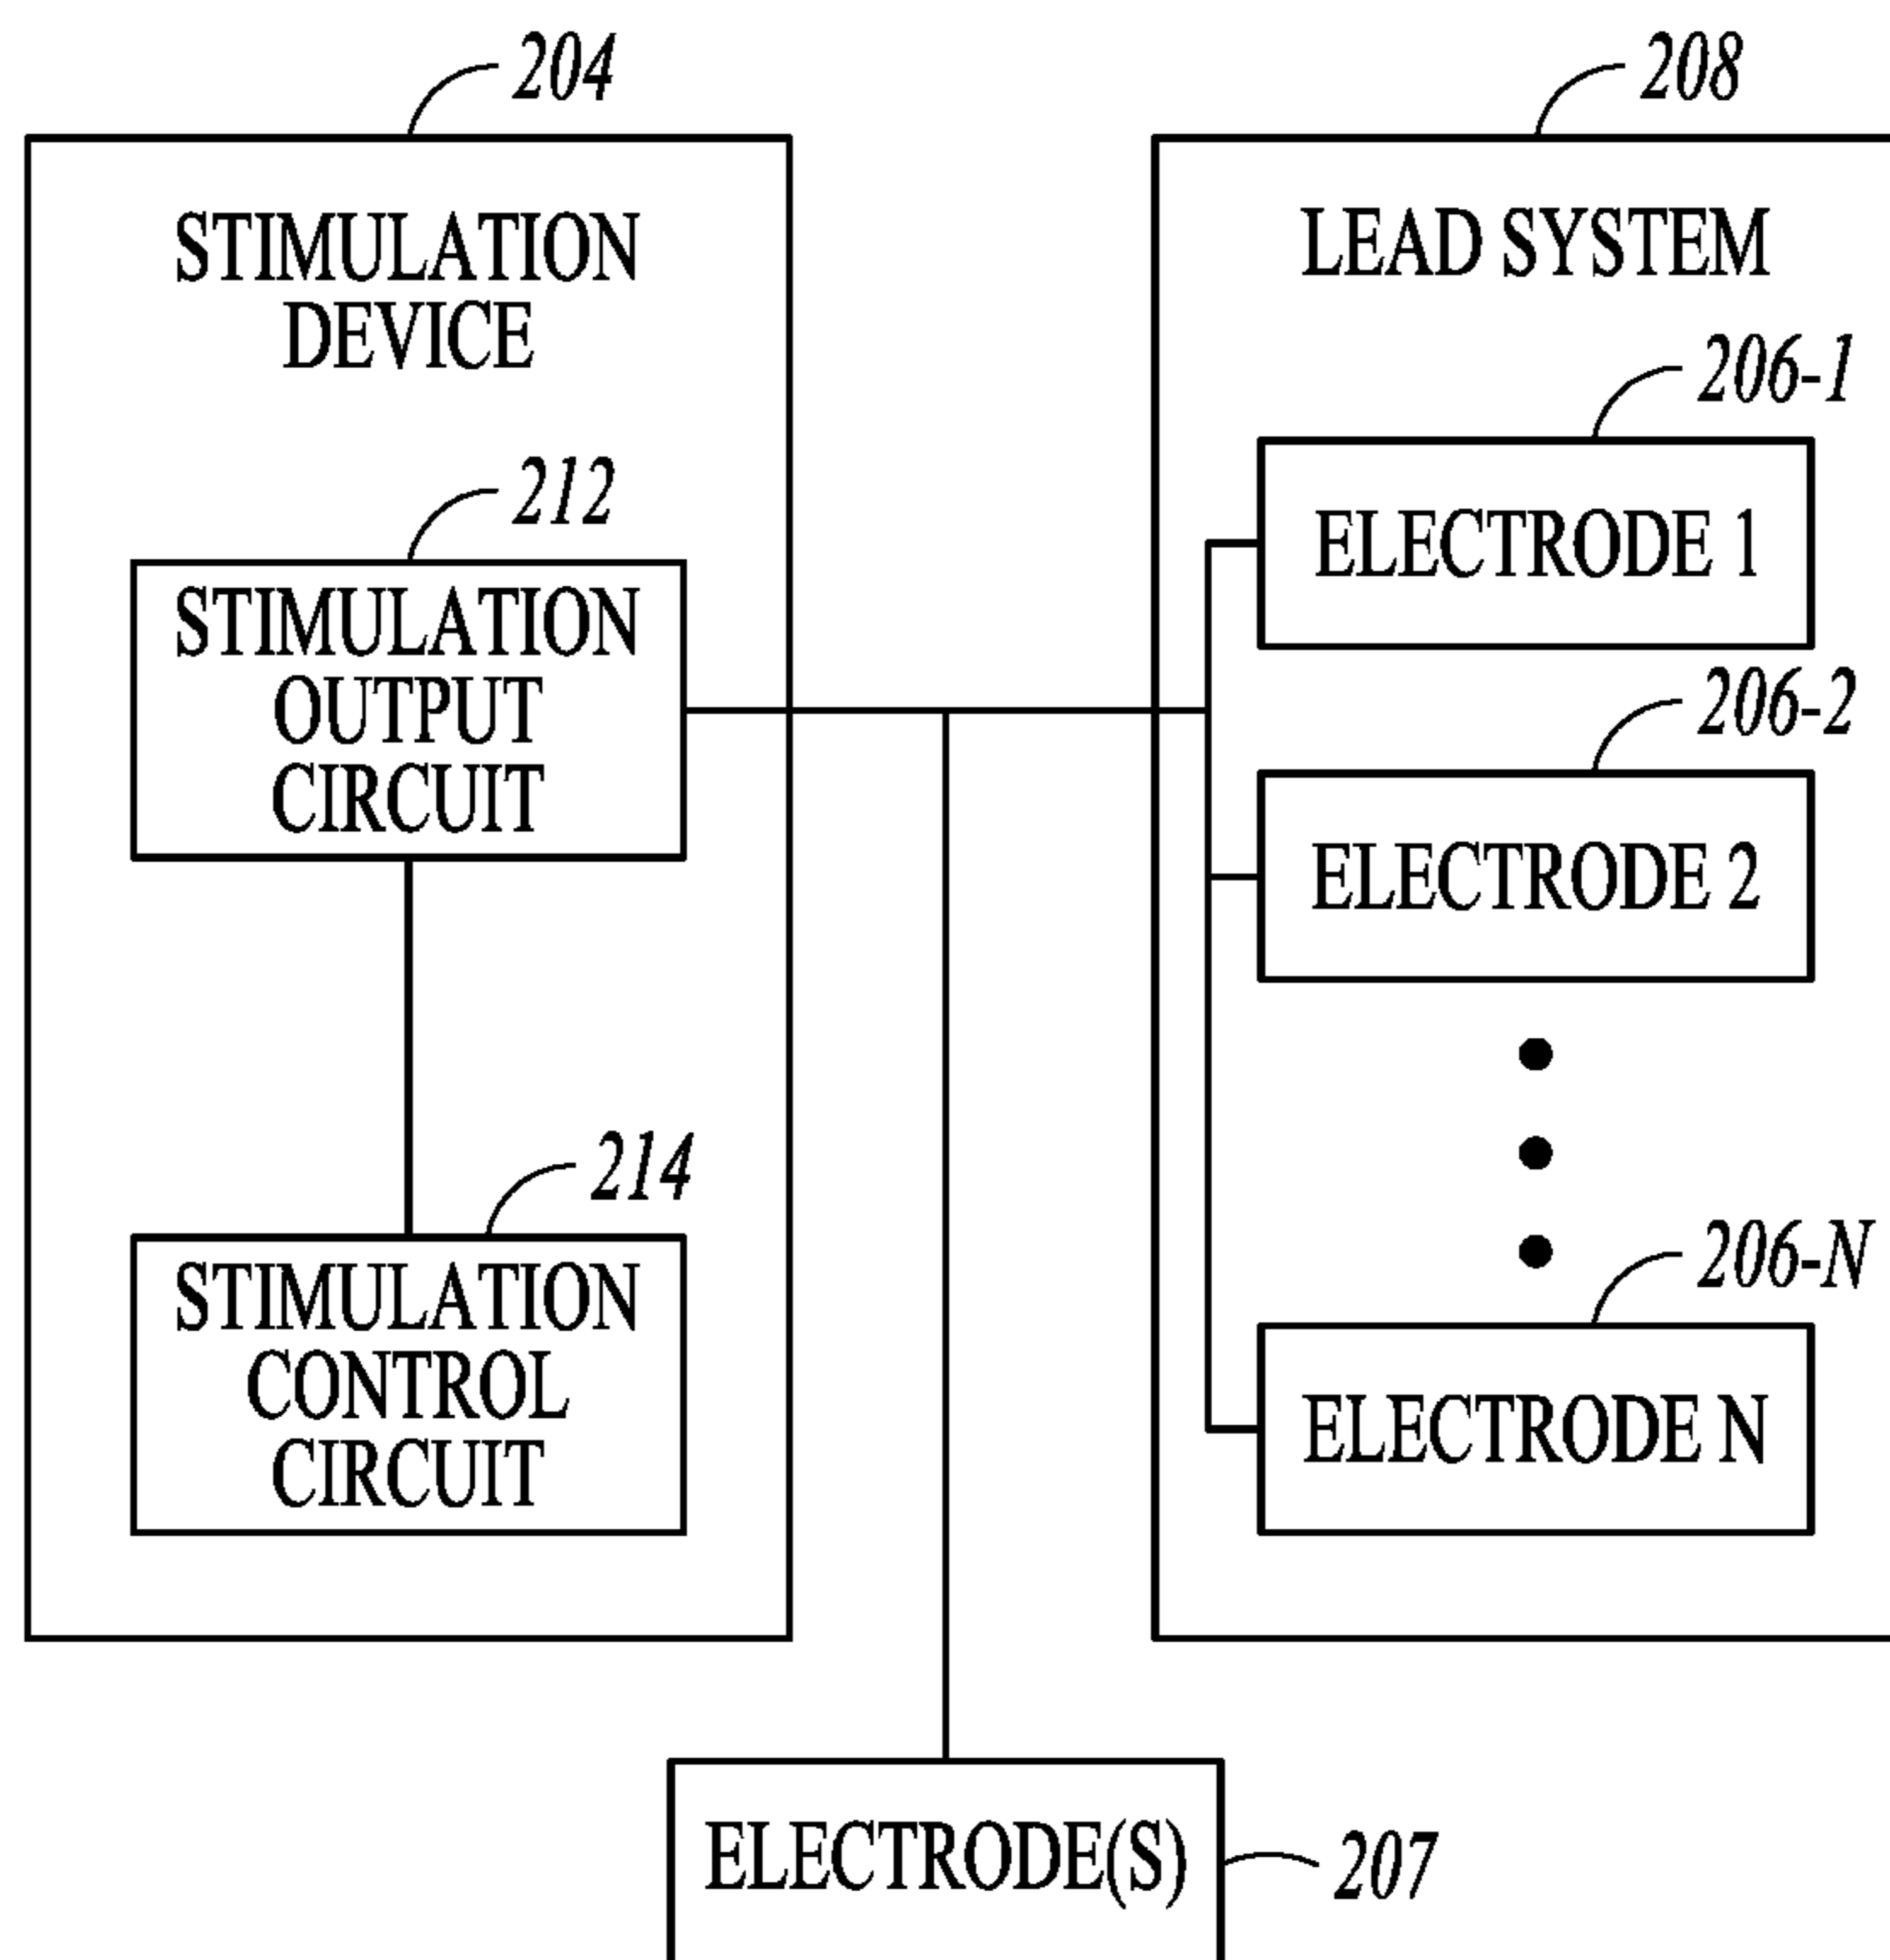 204
STIMULATION
DEVICE
212
STIMULATION
OUTPUT
CIRCUIT
214
STIMULATION
CONTROL
CIRCUIT
208
LEAD SYSTEM
206-1
ELECTRODE 1
206-2
ELECTRODE 2
206-N
ELECTRODE N
ELECTRODE(S)
207